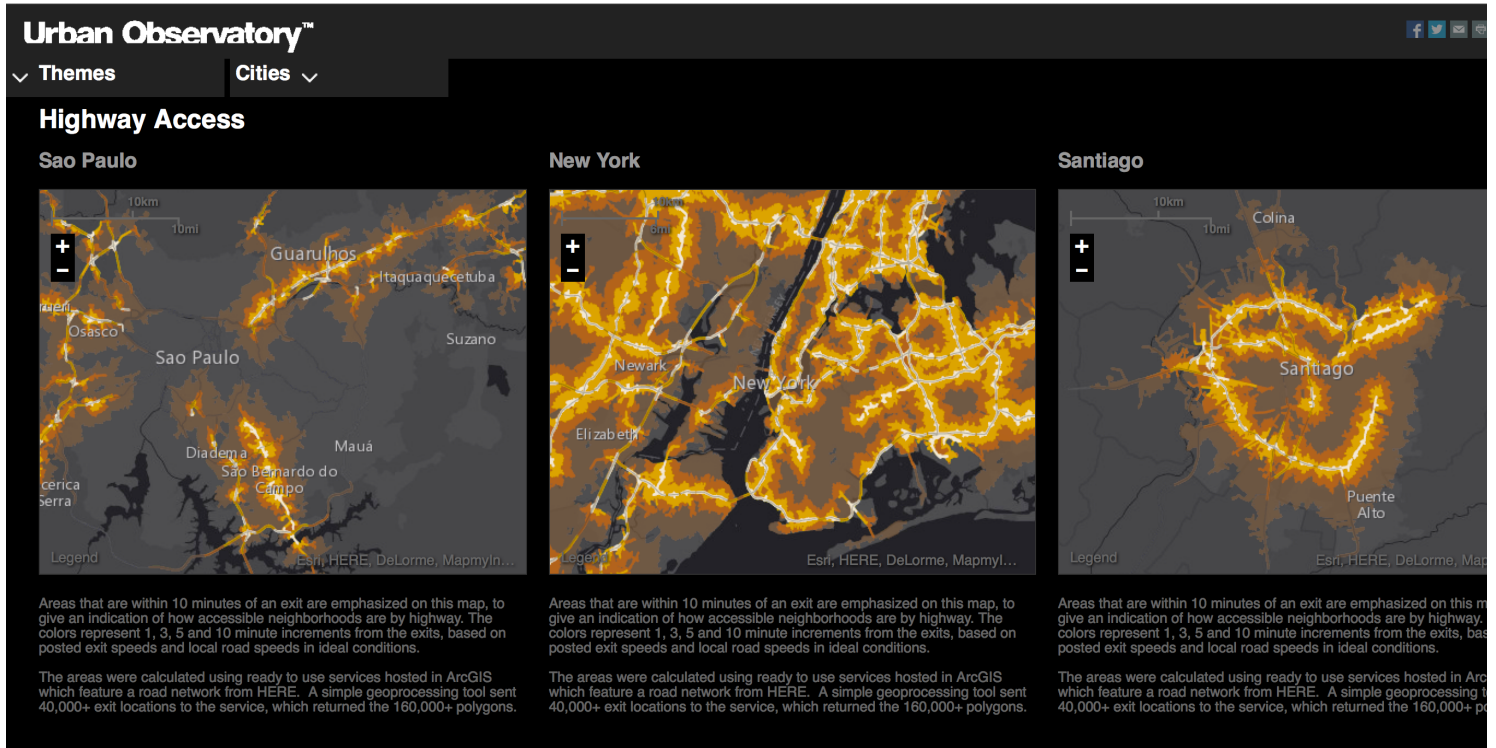 Urban Observatory™
Themes
Cities
Highway Access
Sao Paulo
10km
10mi
+
−
Guarulhos
Itaquaquecetuba
Osasco
Suzano
Sao Paulo
Mauá
Diadema
São Bernardo do
Campo
cerica
Serra
Legend
Esri, HERE, DeLorme, MapmyIn...
Areas that are within 10 minutes of an exit are emphasized on this map, to
give an indication of how accessible neighborhoods are by highway. The
colors represent 1, 3, 5 and 10 minute increments from the exits, based on
posted exit speeds and local road speeds in ideal conditions.
The areas were calculated using ready to use services hosted in ArcGIS
which feature a road network from HERE. A simple geoprocessing tool sent
40,000+ exit locations to the service, which returned the 160,000+ polygons.
New York
10km
6mi
+
−
Newark
New York
Elizabeth
Legend
Esri, HERE, DeLorme, Mapmyl...
Areas that are within 10 minutes of an exit are emphasized on this map, to
give an indication of how accessible neighborhoods are by highway. The
colors represent 1, 3, 5 and 10 minute increments from the exits, based on
posted exit speeds and local road speeds in ideal conditions.
The areas were calculated using ready to use services hosted in ArcGIS
which feature a road network from HERE. A simple geoprocessing tool sent
40,000+ exit locations to the service, which returned the 160,000+ polygons.
Santiago
10km
10mi
+
−
Colina
Santiago
Puente
Alto
Legend
Esri, HERE, DeLorme, Map
Areas that are within 10 minutes of an exit are emphasized on this m
give an indication of how accessible neighborhoods are by highway.
colors represent 1, 3, 5 and 10 minute increments from the exits, bas
posted exit speeds and local road speeds in ideal conditions.
The areas were calculated using ready to use services hosted in Arc
which feature a road network from HERE. A simple geoprocessing t
40,000+ exit locations to the service, which returned the 160,000+ po